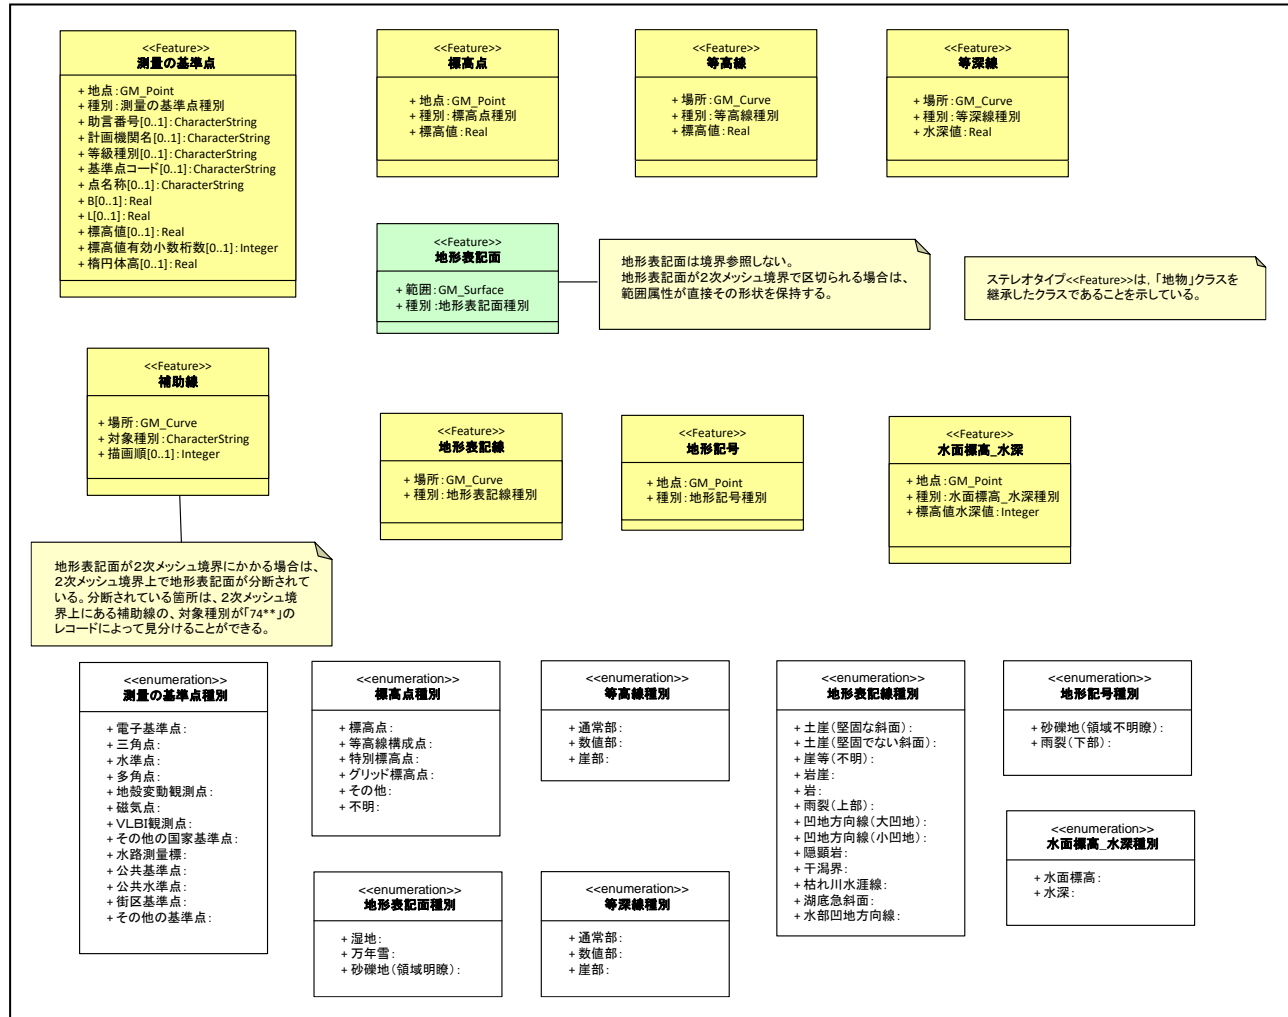 <<Feature>>
測量の基準点
+ 地点:GM_Point
+ 種別:測量の基準点種別
+ 助言番号[0..1]:CharacterString
+ 計画機関名[0..1]:CharacterString
+ 等級種別[0..1]:CharacterString
+ 基準点コード[0..1]:CharacterString
+ 点名称[0..1]:CharacterString
+ B[0..1]:Real
+ L[0..1]:Real
+ 標高値[0..1]:Real
+ 標高値有効小数桁数[0..1]:Integer
+ 楕円体高[0..1]:Real
<<Feature>>
標高点
+ 地点:GM_Point
+ 種別:標高点種別
+ 標高値:Real
<<Feature>>
等高線
+ 場所:GM_Curve
+ 種別:等高線種別
+ 標高値:Real
<<Feature>>
等深線
+ 場所:GM_Curve
+ 種別:等深線種別
+ 水深値:Real
<<Feature>>
地形表記面
+ 範囲:GM_Surface
+ 種別:地形表記面種別
地形表記面は境界参照しない。
地形表記面が2次メッシュ境界で区切られる場合は、
範囲属性が直接その形状を保持する。
ステレオタイプ<<Feature>>は,「地物」クラスを
継承したクラスであることを示している。
<<Feature>>
補助線
+ 場所:GM_Curve
+ 対象種別:CharacterString
+ 描画順[0..1]:Integer
<<Feature>>
地形表記線
+ 場所:GM_Curve
+ 種別:地形表記線種別
<<Feature>>
地形記号
+ 地点:GM_Point
+ 種別:地形記号種別
<<Feature>>
水面標高_水深
+ 地点:GM_Point
+ 種別:水面標高_水深種別
+ 標高値水深値:Integer
地形表記面が2次メッシュ境界にかかる場合は、
2次メッシュ境界上で地形表記面が分断されて
いる。分断されている箇所は、2次メッシュ境
界上にある補助線の、対象種別が「74**」の
レコードによって見分けることができる。
<<enumeration>>
測量の基準点種別
+ 電子基準点:
+ 三角点:
+ 水準点:
+ 多角点:
+ 地殻変動観測点:
+ 磁気点:
+ VLBI観測点:
+ その他の国家基準点:
+ 水路測量標:
+ 公共基準点:
+ 公共水準点:
+ 街区基準点:
+ その他の基準点:
<<enumeration>>
標高点種別
+ 標高点:
+ 等高線構成点:
+ 特別標高点:
+ グリッド標高点:
+ その他:
+ 不明:
<<enumeration>>
等高線種別
+ 通常部:
+ 数値部:
+ 崖部:
<<enumeration>>
地形表記線種別
+ 土崖(堅固な斜面):
+ 土崖(堅固でない斜面):
+ 崖等(不明):
+ 岩崖:
+ 岩:
+ 雨裂(上部):
+ 凹地方向線(大凹地):
+ 凹地方向線(小凹地):
+ 隠顕岩:
+ 干潟界:
+ 枯れ川水涯線:
+ 湖底急斜面:
+ 水部凹地方向線:
<<enumeration>>
地形記号種別
+ 砂礫地(領域不明瞭):
+ 雨裂(下部):
<<enumeration>>
水面標高_水深種別
+ 水面標高:
+ 水深:
<<enumeration>>
地形表記面種別
+ 湿地:
+ 万年雪:
+ 砂礫地(領域明瞭):
<<enumeration>>
等深線種別
+ 通常部:
+ 数値部:
+ 崖部: